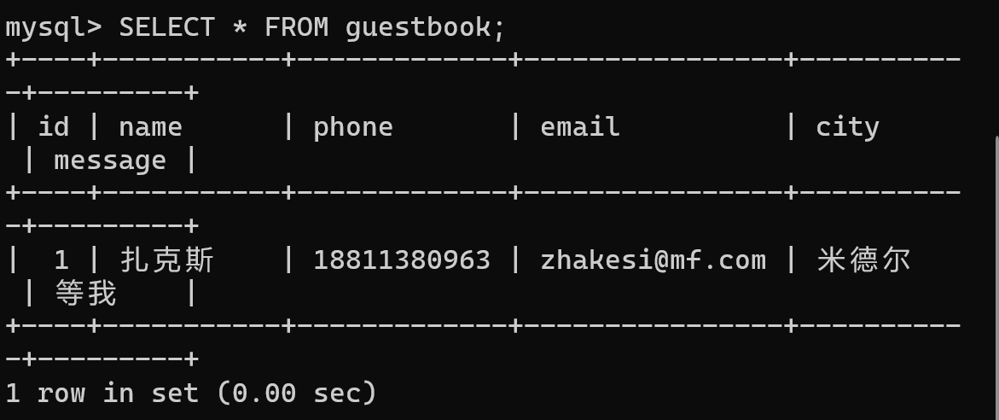 mysql> SELECT * FROM guestbook;
+----+-----------+-------------+----------------+----------
-+---------+
| id | name      | phone       | email          | city
 | message |
+----+-----------+-------------+----------------+----------
-+---------+
|  1 | 扎克斯    | 18811380963 | zhakesi@mf.com | 米德尔
 | 等我    |
+----+-----------+-------------+----------------+----------
-+---------+
1 row in set (0.00 sec)